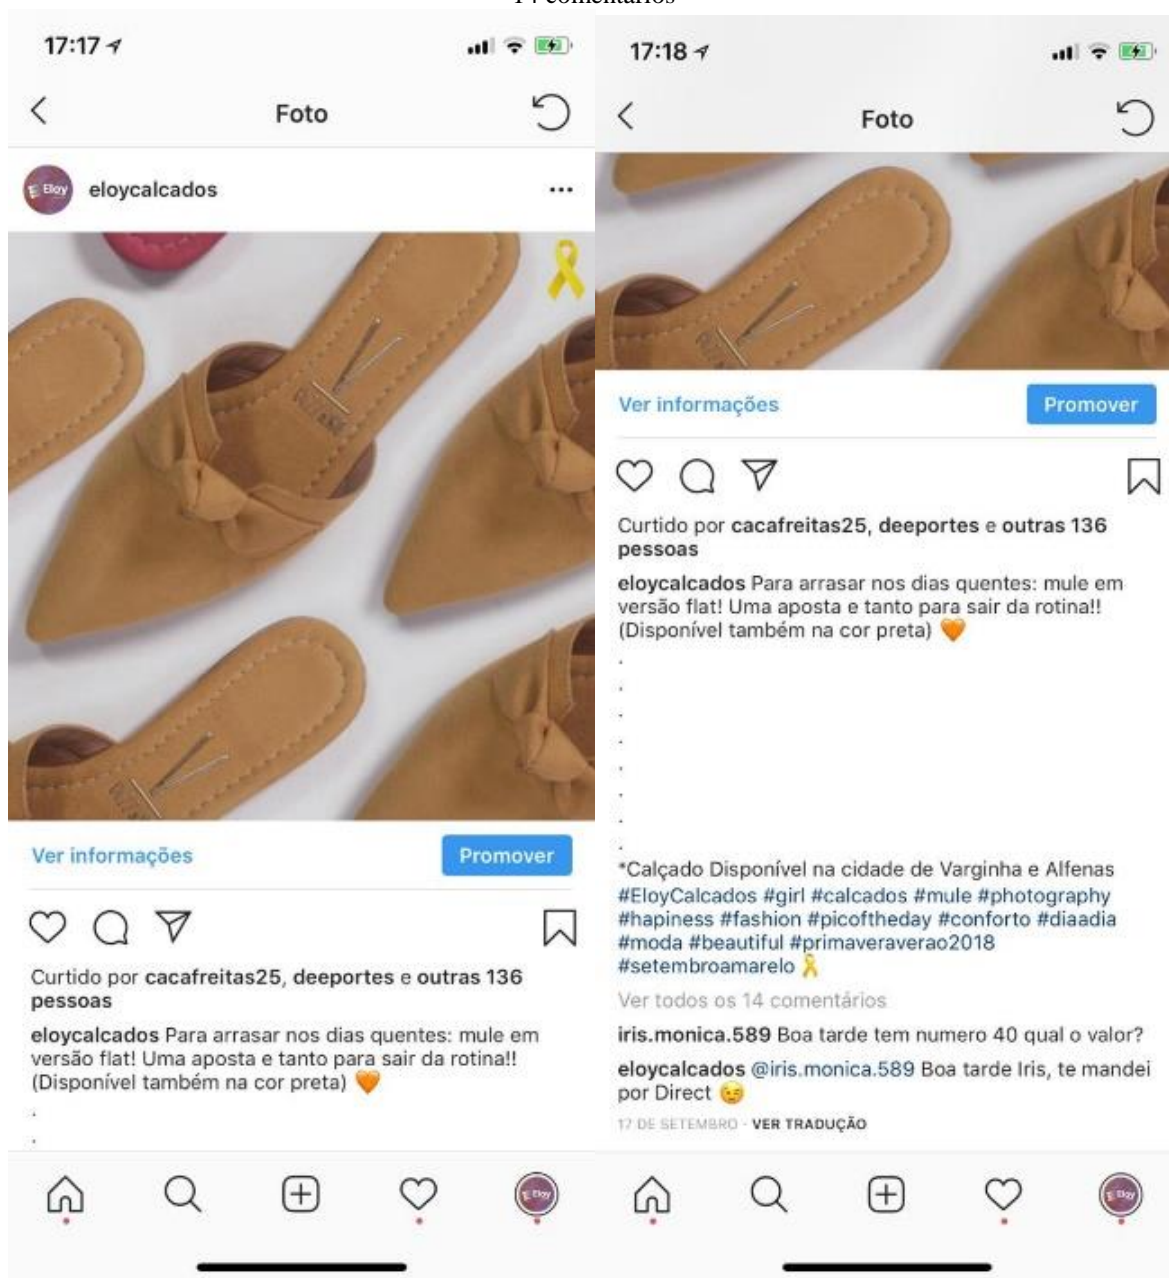 14 comentários
17:17
Foto
Eloy
eloycalcados
VIZZANO
Ver informações
Promover
Curtido por cacafreitas25, deeportes e outras 136
pessoas
eloycalcados Para arrasar nos dias quentes: mule em
versão flat! Uma aposta e tanto para sair da rotina!!
(Disponível também na cor preta) 🧡
.
.
Eloy
17:18
Foto
Ver informações
Promover
Curtido por cacafreitas25, deeportes e outras 136
pessoas
eloycalcados Para arrasar nos dias quentes: mule em
versão flat! Uma aposta e tanto para sair da rotina!!
(Disponível também na cor preta) 🧡
.
.
.
.
.
.
.
.
*Calçado Disponível na cidade de Varginha e Alfenas
#EloyCalcados #girl #calcados #mule #photography
#hapiness #fashion #picoftheday #conforto #diaadia
#moda #beautiful #primaveraverao2018
#setembroamarelo 🎗
Ver todos os 14 comentários
iris.monica.589 Boa tarde tem numero 40 qual o valor?
eloycalcados @iris.monica.589 Boa tarde Iris, te mandei
por Direct 😉
17 DE SETEMBRO · VER TRADUÇÃO
Eloy